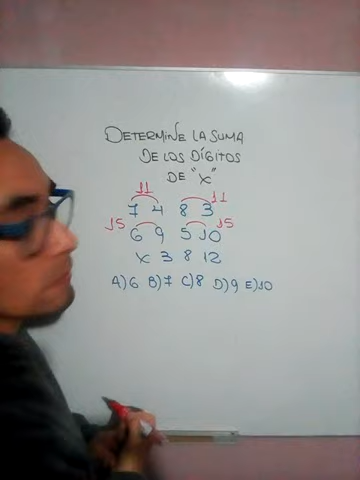 DETERMINE LA SUMA
DE LOS DÍGITOS
DE "X"
11 11
7 4 8 3
15 15
6 9 5 10
X 3 8 12
A)6 B)7 C)8 D)9 E)10